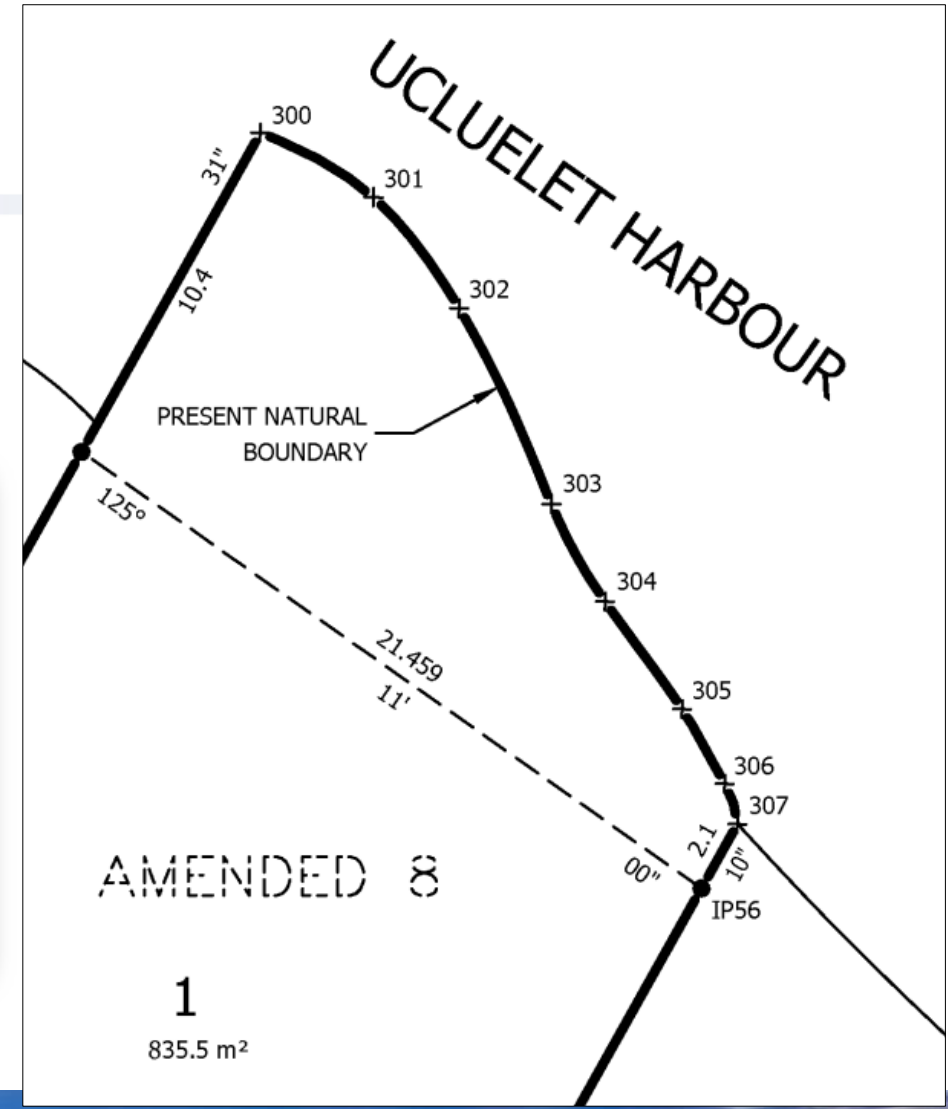 UCLUELET HARBOUR
300
31"
301
10.4
302
PRESENT NATURAL
BOUNDARY
303
125°
304
21.459
11'
305
306
307
2.1
10"
00"
IP56
AMENDED 8
1
835.5 m²